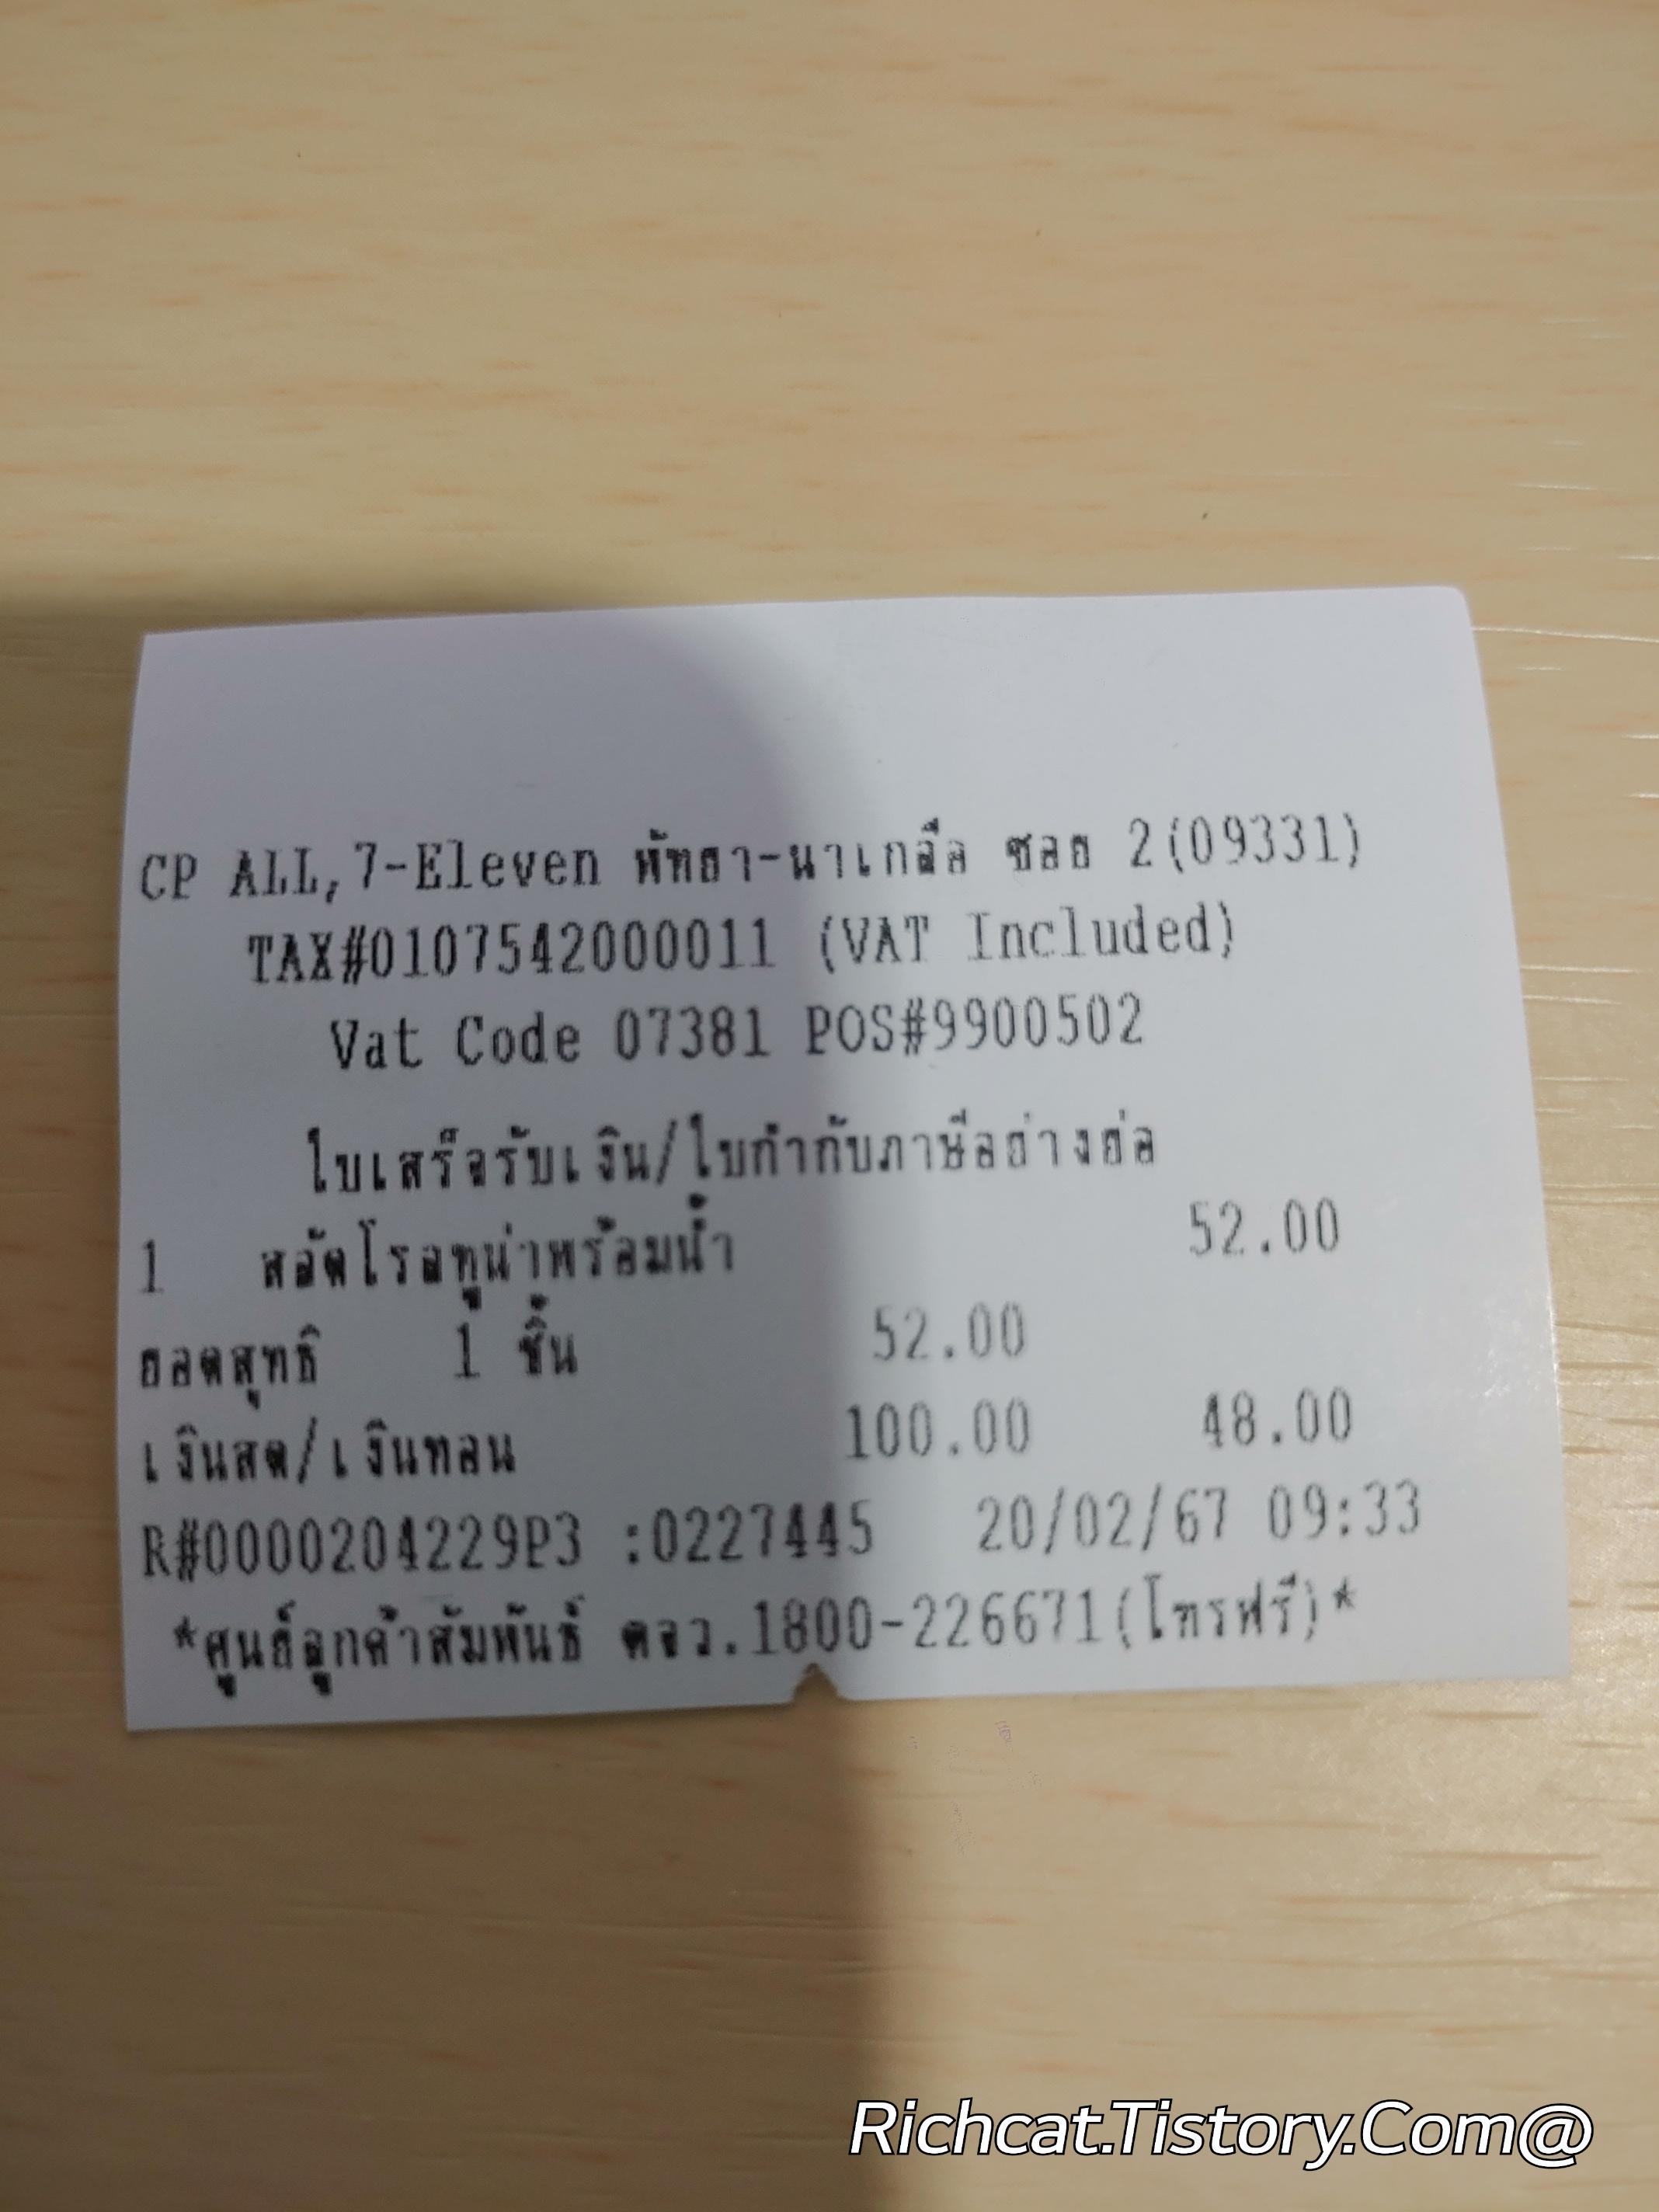 CP ALL,7-Eleven พัทยา-นาเกลือ ซอย 2(09331)
TAX#0107542000011 (VAT Included)
Vat Code 07381 POS#9900502
ใบเสร็จรับเงิน/ใบกำกับภาษีอย่างย่อ
1 สลัดโรลทูน่าพร้อมน้ำ 52.00
ยอดสุทธิ 1 ชิ้น 52.00
เงินสด/เงินทอน 100.00 48.00
R#0000204229P3 :0227445 20/02/67 09:33
*ศูนย์ลูกค้าสัมพันธ์ ตจว.1800-226671(โทรฟรี)*
Richcat.Tistory.Com@